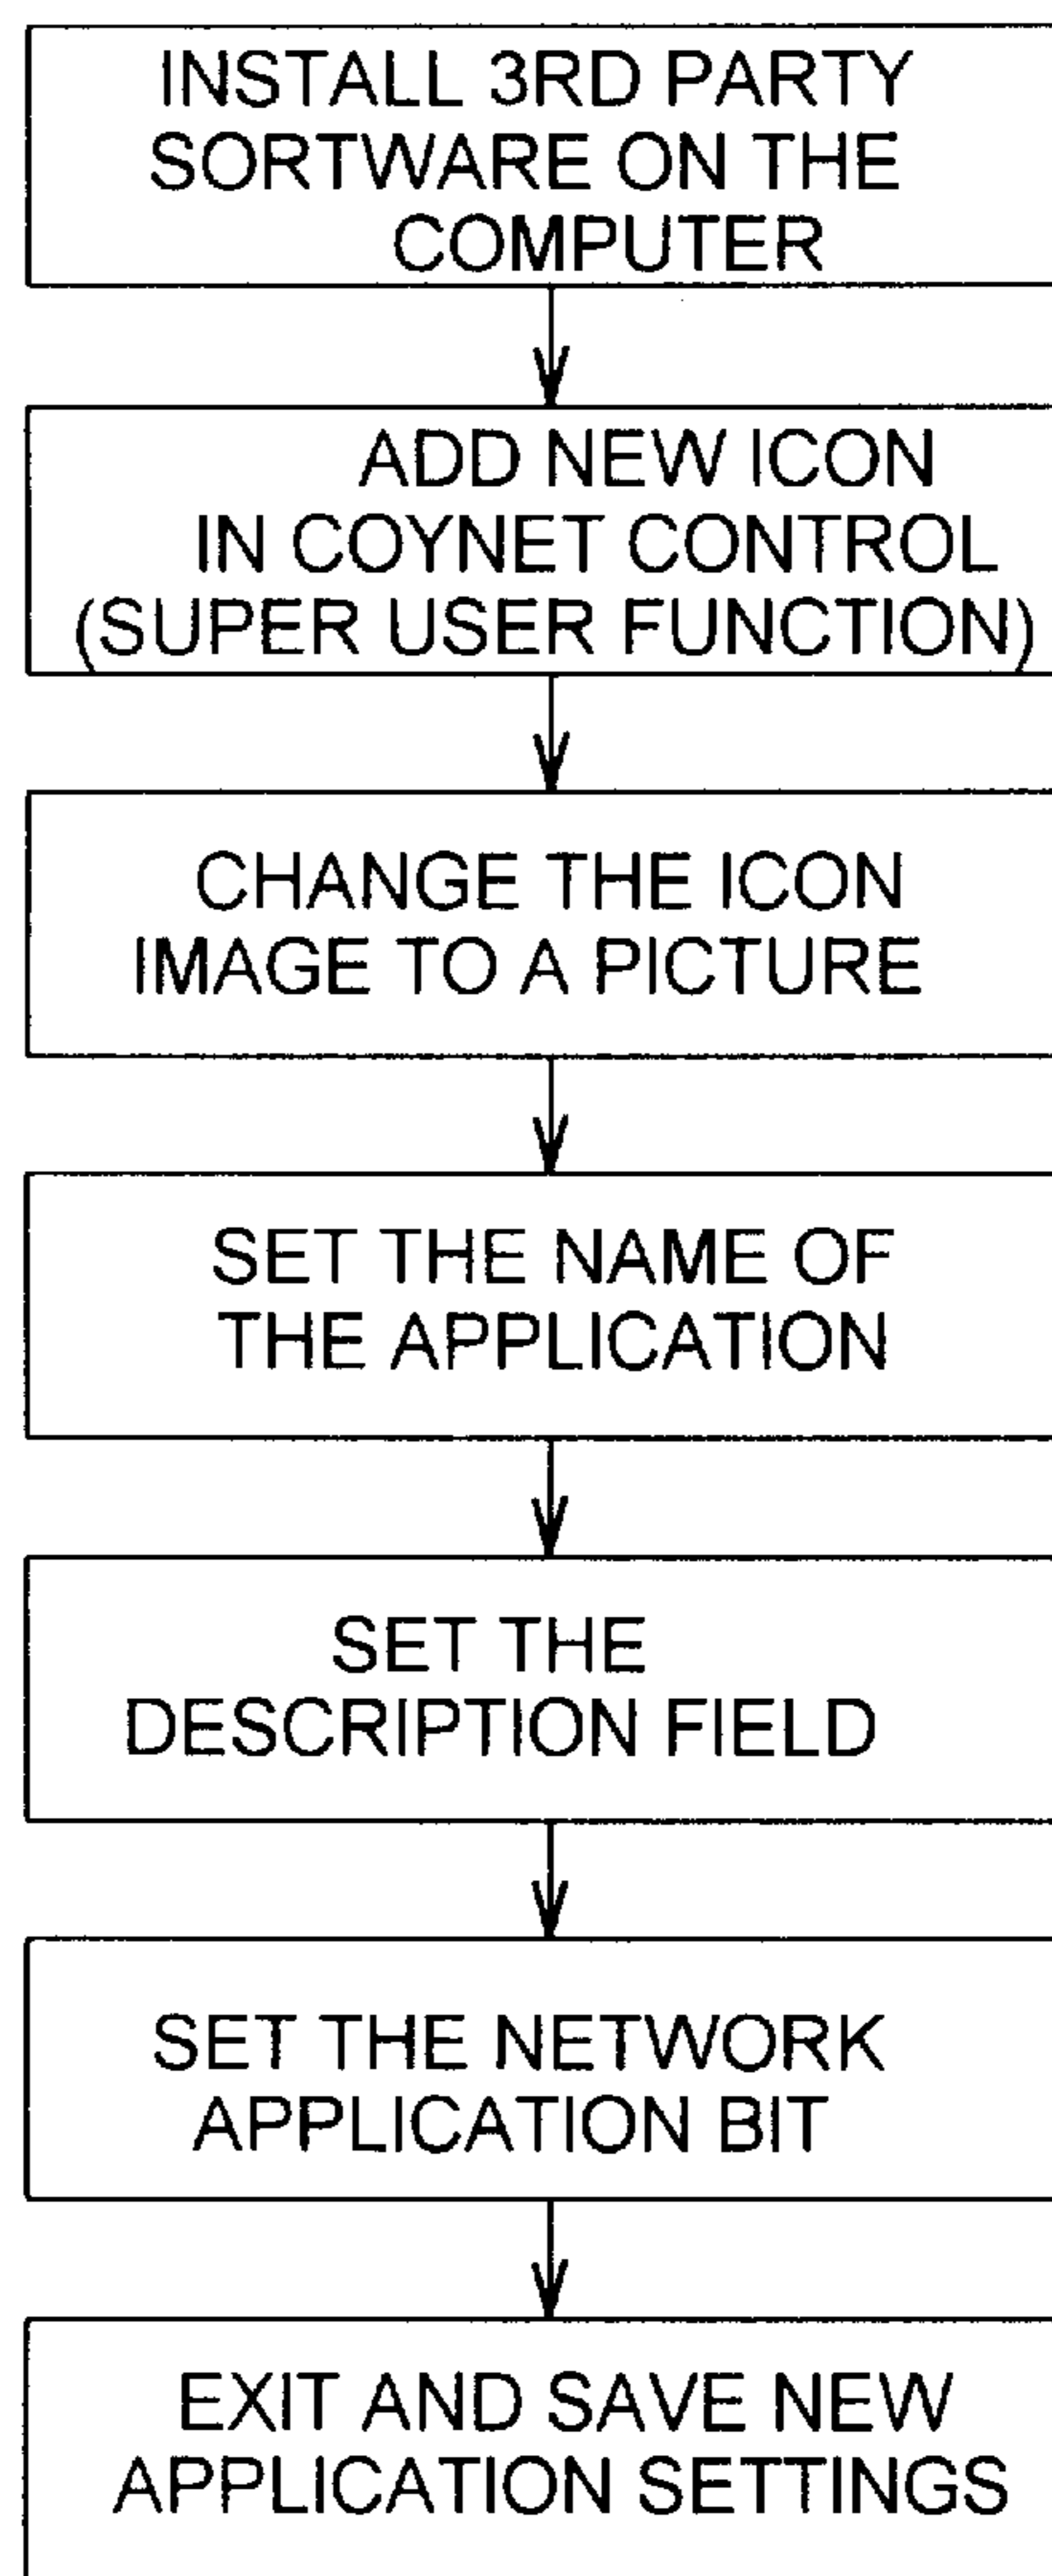 INSTALL 3RD PARTY
SORTWARE ON THE
COMPUTER
ADD NEW ICON
IN COYNET CONTROL
(SUPER USER FUNCTION)
CHANGE THE ICON
IMAGE TO A PICTURE
SET THE NAME OF
THE APPLICATION
SET THE
DESCRIPTION FIELD
SET THE NETWORK
APPLICATION BIT
EXIT AND SAVE NEW
APPLICATION SETTINGS